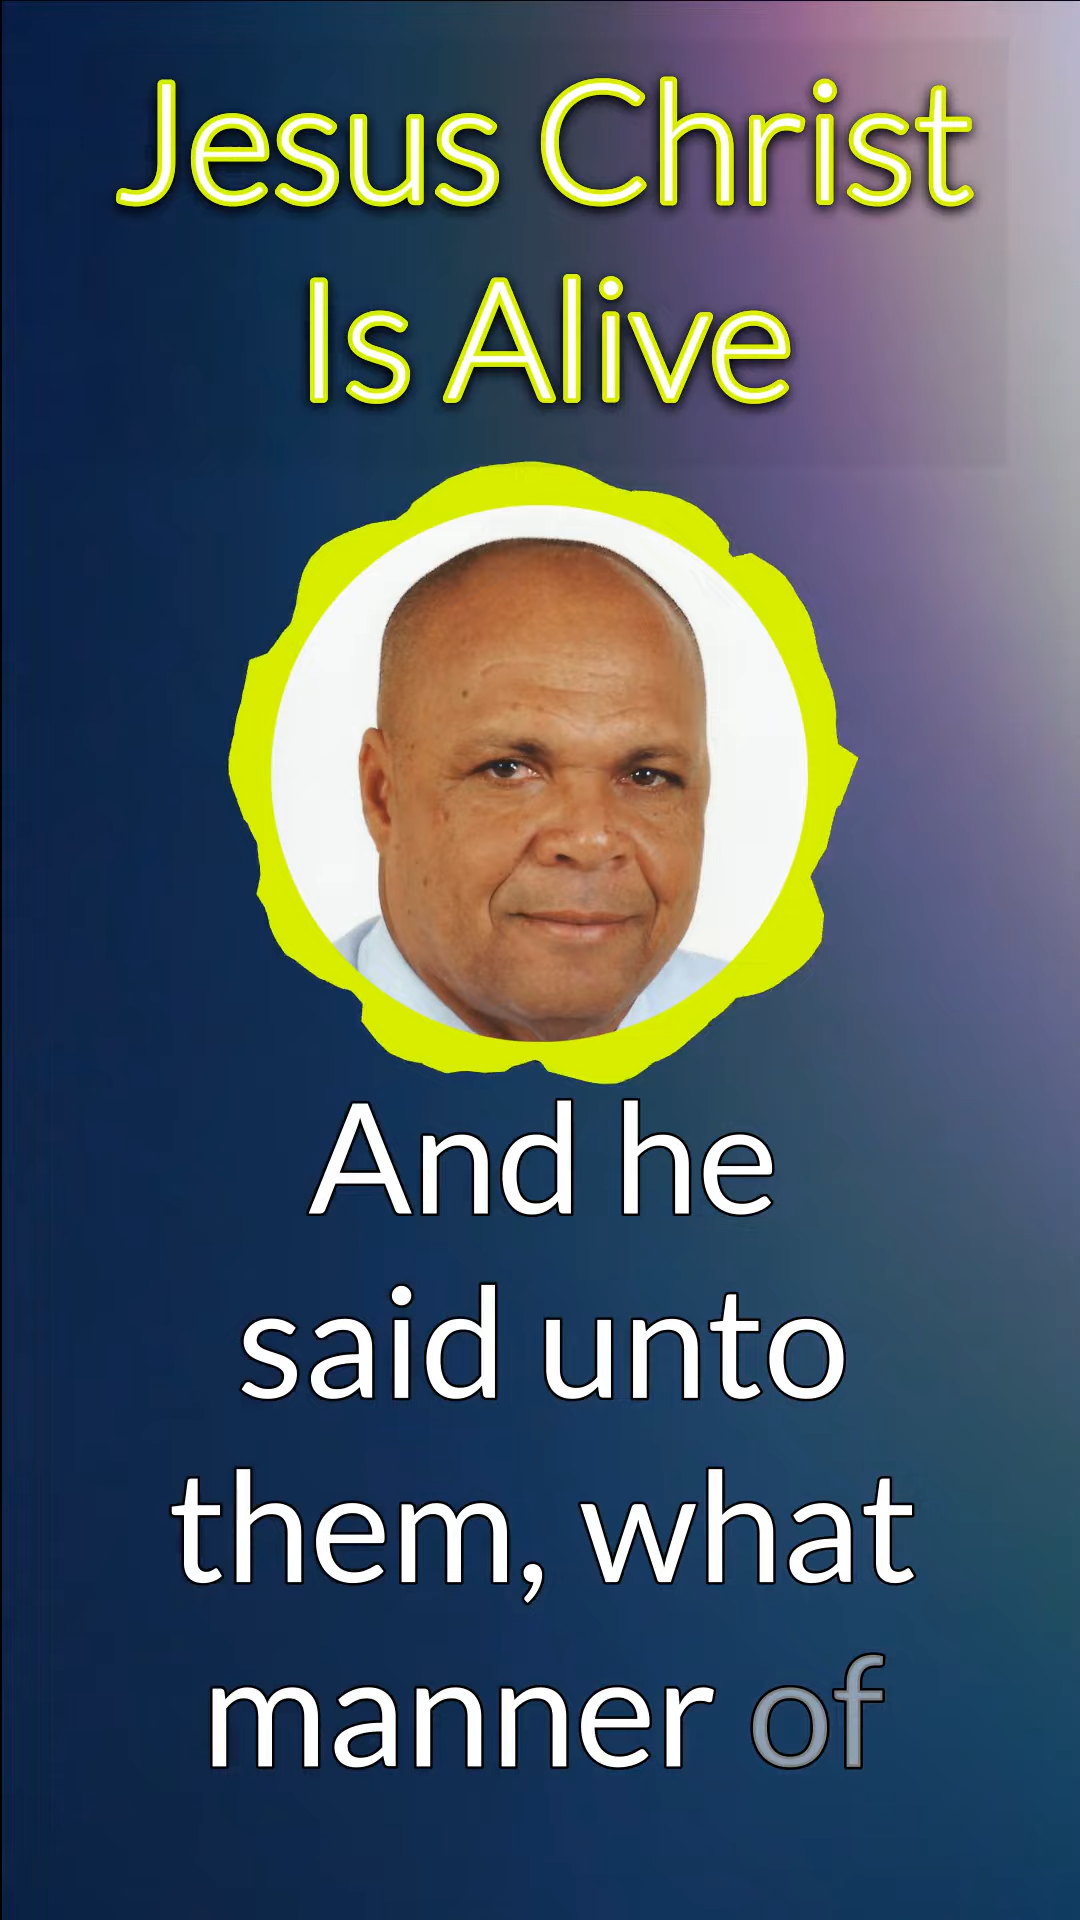 Jesus Christ
Is Alive
And he
said unto
them, what
manner of